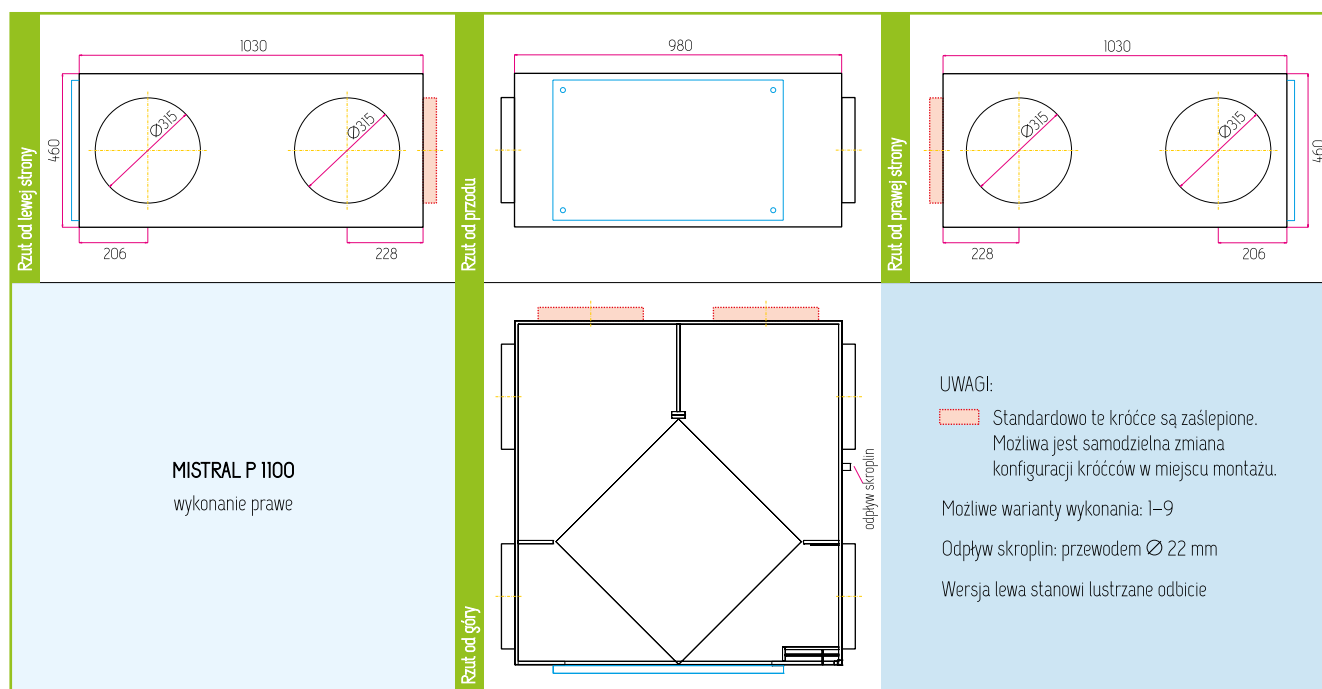 Rzut od lewej strony
1030
460
Ø315
Ø315
206
228
Rzut od przodu
980
Rzut od prawej strony
1030
Ø315
Ø315
460
228
206
MISTRAL P 1100
wykonanie prawe
Rzut od góry
odpływ skroplin
UWAGI:
Standardowo te króćce są zaślepione.
Możliwa jest samodzielna zmiana
konfiguracji króćców w miejscu montażu.
Możliwe warianty wykonania: 1–9
Odpływ skroplin: przewodem Ø 22 mm
Wersja lewa stanowi lustrzane odbicie